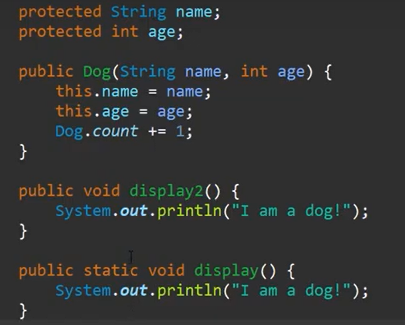 protected String name;
protected int age;
public Dog(String name, int age) {
this.name = name;
this.age = age;
Dog.count += 1;
}
public void display2() {
System.out.println("I am a dog!");
}
public static void display() {
System.out.println("I am a dog!");
}